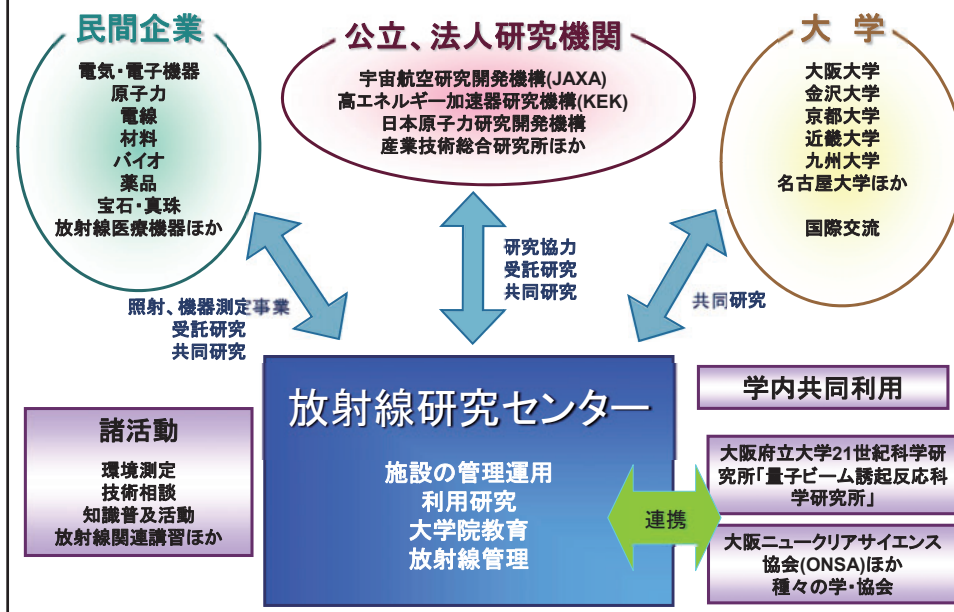 民間企業
電気・電子機器
原子力
電線
材料
バイオ
薬品
宝石・真珠
放射線医療機器ほか
公立、法人研究機関
宇宙航空研究開発機構(JAXA)
高エネルギー加速器研究機構(KEK)
日本原子力研究開発機構
産業技術総合研究所ほか
大 学
大阪大学
金沢大学
京都大学
近畿大学
九州大学
名古屋大学ほか
国際交流
照射、機器測定事業
受託研究
共同研究
研究協力
受託研究
共同研究
共同研究
諸活動
環境測定
技術相談
知識普及活動
放射線関連講習ほか
放射線研究センター
施設の管理運用
利用研究
大学院教育
放射線管理
連携
学内共同利用
大阪府立大学21世紀科学研
究所「量子ビーム誘起反応科
学研究所」
大阪ニュークリアサイエンス
協会(ONSA)ほか
種々の学・協会